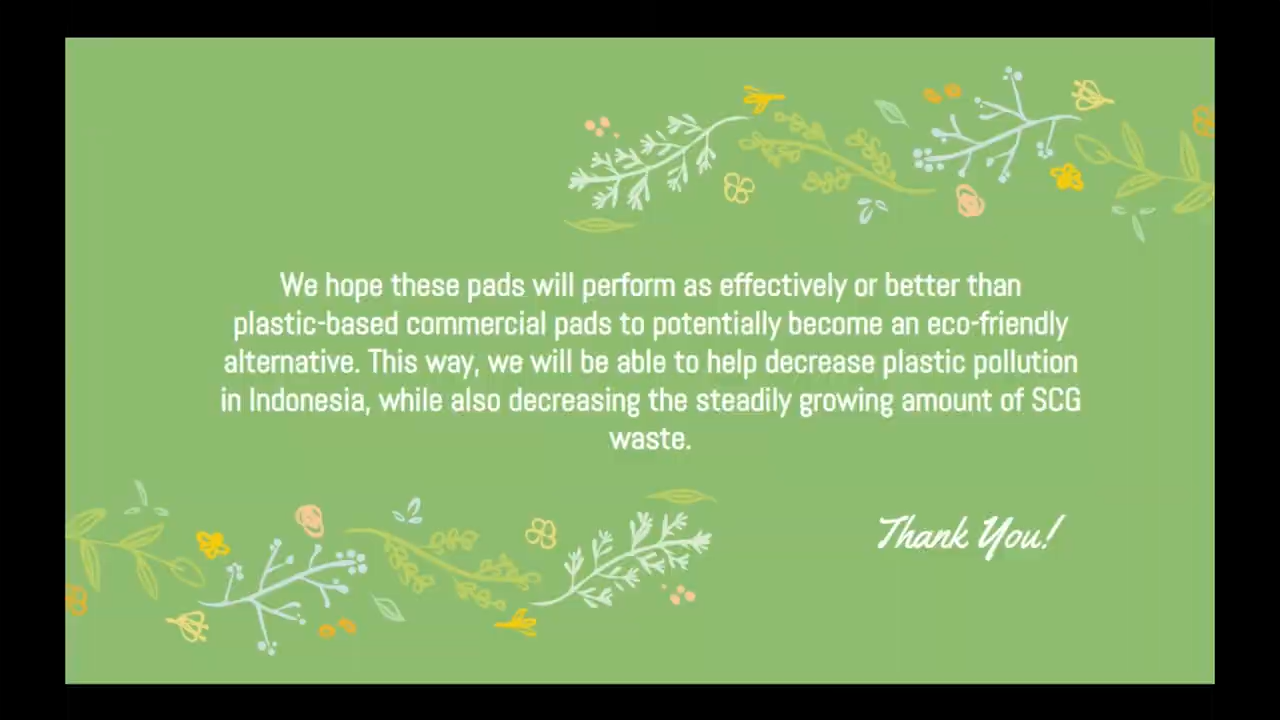 We hope these pads will perform as effectively or better than
plastic-based commercial pads to potentially become an eco-friendly
alternative. This way, we will be able to help decrease plastic pollution
in Indonesia, while also decreasing the steadily growing amount of SCG
waste.
Thank You!